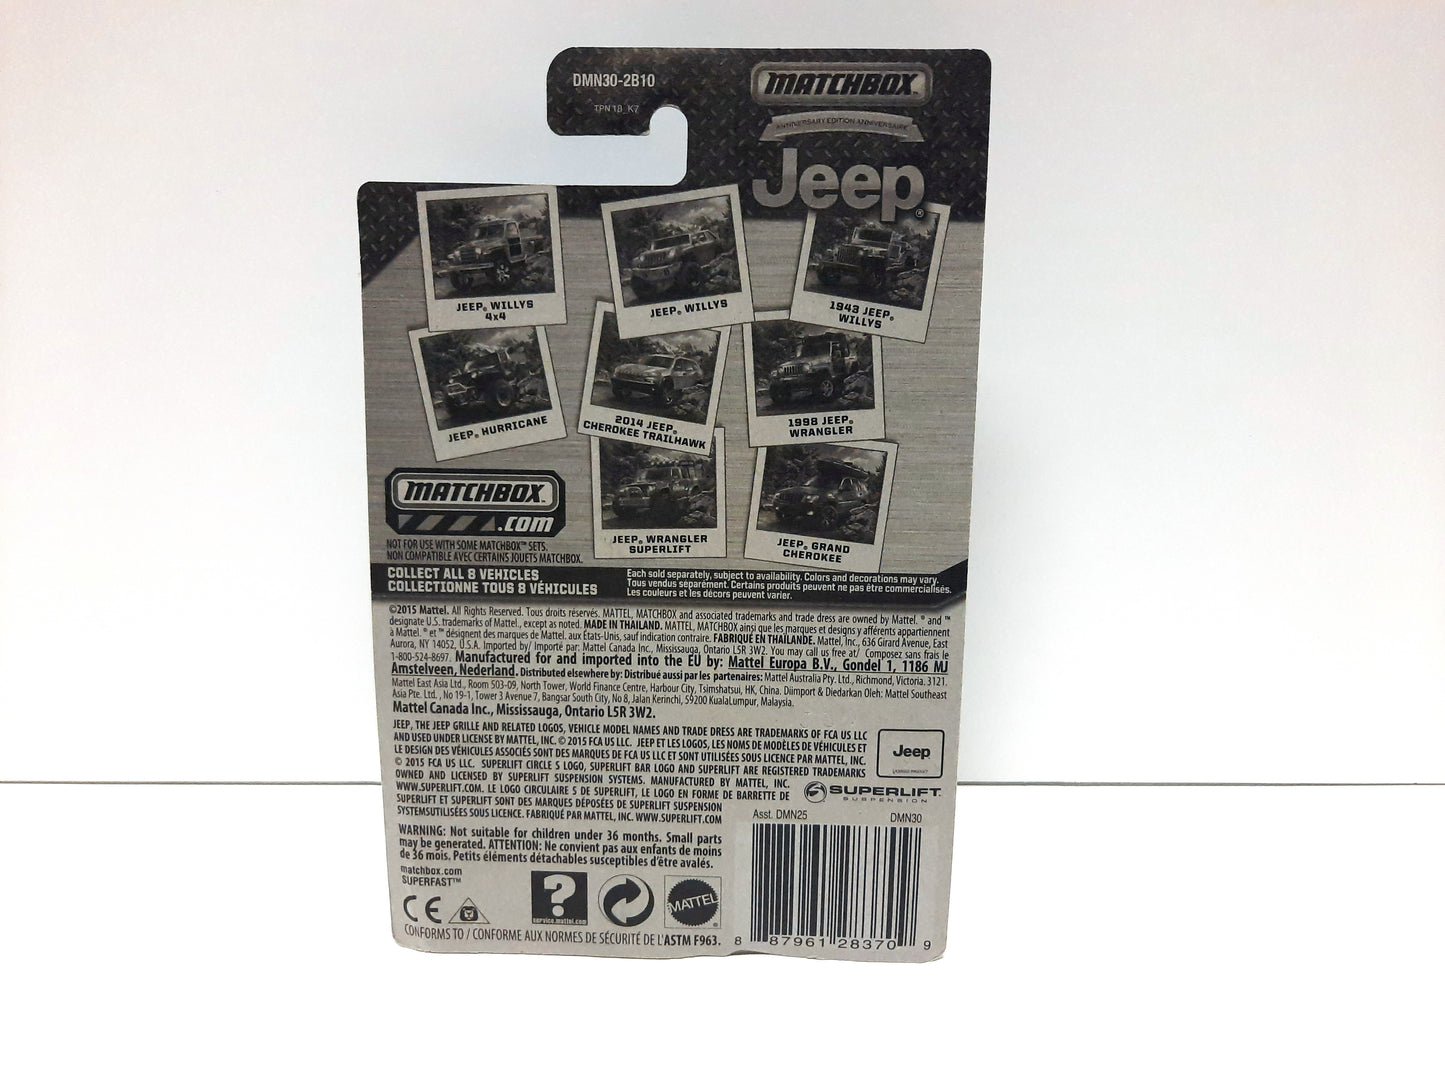 DMN30-2B10
TPN18_K7
MATCHBOX™
ANNIVERSARY EDITION ANNIVERSAIRE
Jeep®
JEEP® WILLYS
4x4
JEEP® WILLYS
1943 JEEP®
WILLYS
JEEP® HURRICANE
2014 JEEP®
CHEROKEE TRAILHAWK
1998 JEEP®
WRANGLER
JEEP® WRANGLER
SUPERLIFT
JEEP® GRAND
CHEROKEE
MATCHBOX™
.com
NOT FOR USE WITH SOME MATCHBOX™ SETS.
NON COMPATIBLE AVEC CERTAINS JOUETS MATCHBOX.
COLLECT ALL 8 VEHICLES
COLLECTIONNE TOUS 8 VÉHICULES
Each sold separately, subject to availability. Colors and decorations may vary.
Tous vendus separément. Certains produits peuvent ne pas être commercialisés.
Les couleurs et les décors peuvent varier.
©2015 Mattel. All Rights Reserved. Tous droits réservés. MATTEL, MATCHBOX and associated trademarks and trade dress are owned by Mattel. ® and ™
designate U.S. trademarks of Mattel., except as noted. MADE IN THAILAND. MATTEL, MATCHBOX ainsi que les marques et designs y afférents appartiennent
à Mattel. ® et ™ désignent des marques de Mattel. aux États-Unis, sauf indication contraire. FABRIQUÉ EN THAÏLANDE. Mattel, Inc., 636 Girard Avenue, East
Aurora, NY 14052, U.S.A. Imported by/ Importé par: Mattel Canada Inc., Mississauga, Ontario L5R 3W2. You may call us free at/ Composez sans frais le
1-800-524-8697. Manufactured for and imported into the EU by: Mattel Europa B.V., Gondel 1, 1186 MJ
Amstelveen, Nederland. Distributed elsewhere by: Distribué aussi par les partenaires: Mattel Australia Pty. Ltd., Richmond, Victoria. 3121.
Mattel East Asia Ltd., Room 503-09, North Tower, World Finance Centre, Harbour City, Tsimshatsui, HK, China. Diimport & Diedarkan Oleh: Mattel Southeast
Asia Pte. Ltd. , No 19-1, Tower 3 Avenue 7, Bangsar South City, No 8, Jalan Kerinchi, 59200 KualaLumpur, Malaysia.
Mattel Canada Inc., Mississauga, Ontario L5R 3W2.
JEEP, THE JEEP GRILLE AND RELATED LOGOS, VEHICLE MODEL NAMES AND TRADE DRESS ARE TRADEMARKS OF FCA US LLC
AND USED UNDER LICENSE BY MATTEL, INC. © 2015 FCA US LLC. JEEP ET LES LOGOS, LES NOMS DE MODÈLES DE VÉHICULES ET
LE DESIGN DES VÉHICULES ASSOCIÉS SONT DES MARQUES DE FCA US LLC ET SONT UTILISÉES SOUS LICENCE PAR MATTEL, INC.
© 2015 FCA US LLC. SUPERLIFT CIRCLE S LOGO, SUPERLIFT BAR LOGO AND SUPERLIFT ARE REGISTERED TRADEMARKS
OWNED AND LICENSED BY SUPERLIFT SUSPENSION SYSTEMS. MANUFACTURED BY MATTEL, INC.
WWW.SUPERLIFT.COM. LE LOGO CIRCULAIRE S DE SUPERLIFT, LE LOGO EN FORME DE BARRETTE DE
SUPERLIFT ET SUPERLIFT SONT DES MARQUES DÉPOSÉES DE SUPERLIFT SUSPENSION
SYSTEMSUTILISÉES SOUS LICENCE. FABRIQUÉ PAR MATTEL, INC. WWW.SUPERLIFT.COM
Jeep
LICENSED PRODUCT
SUPERLIFT.
SUSPENSION
WARNING: Not suitable for children under 36 months. Small parts
may be generated. ATTENTION: Ne convient pas aux enfants de moins
de 36 mois. Petits éléments détachables susceptibles d'être avalés.
matchbox.com
SUPERFAST™
CE
?
service.mattel.com
MATTEL
®
CONFORMS TO / CONFORME AUX NORMES DE SÉCURITÉ DE L'ASTM F963.
Asst. DMN25
DMN30
8 87961 28370 9